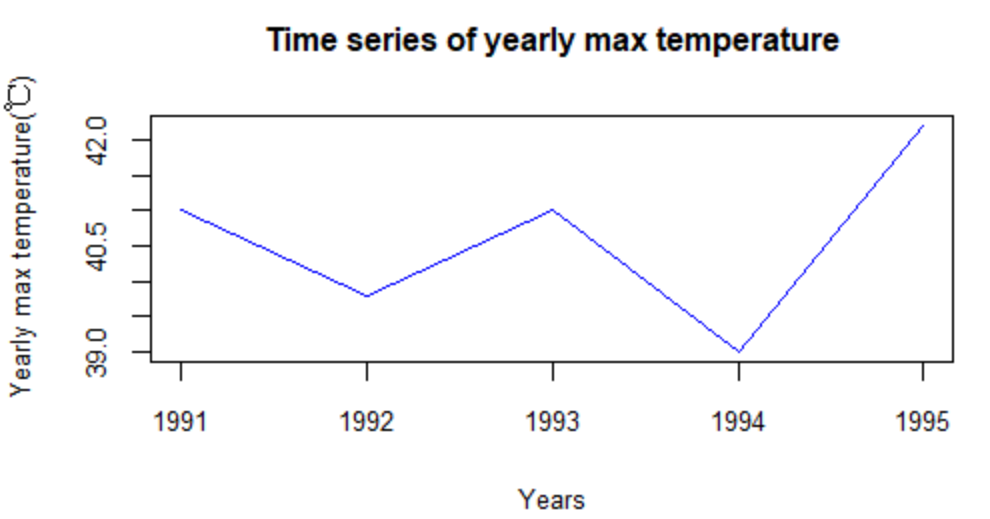 Time series of yearly max temperature
Yearly max temperature(℃)
42.0
40.5
39.0
1991 1992 1993 1994 1995
Years